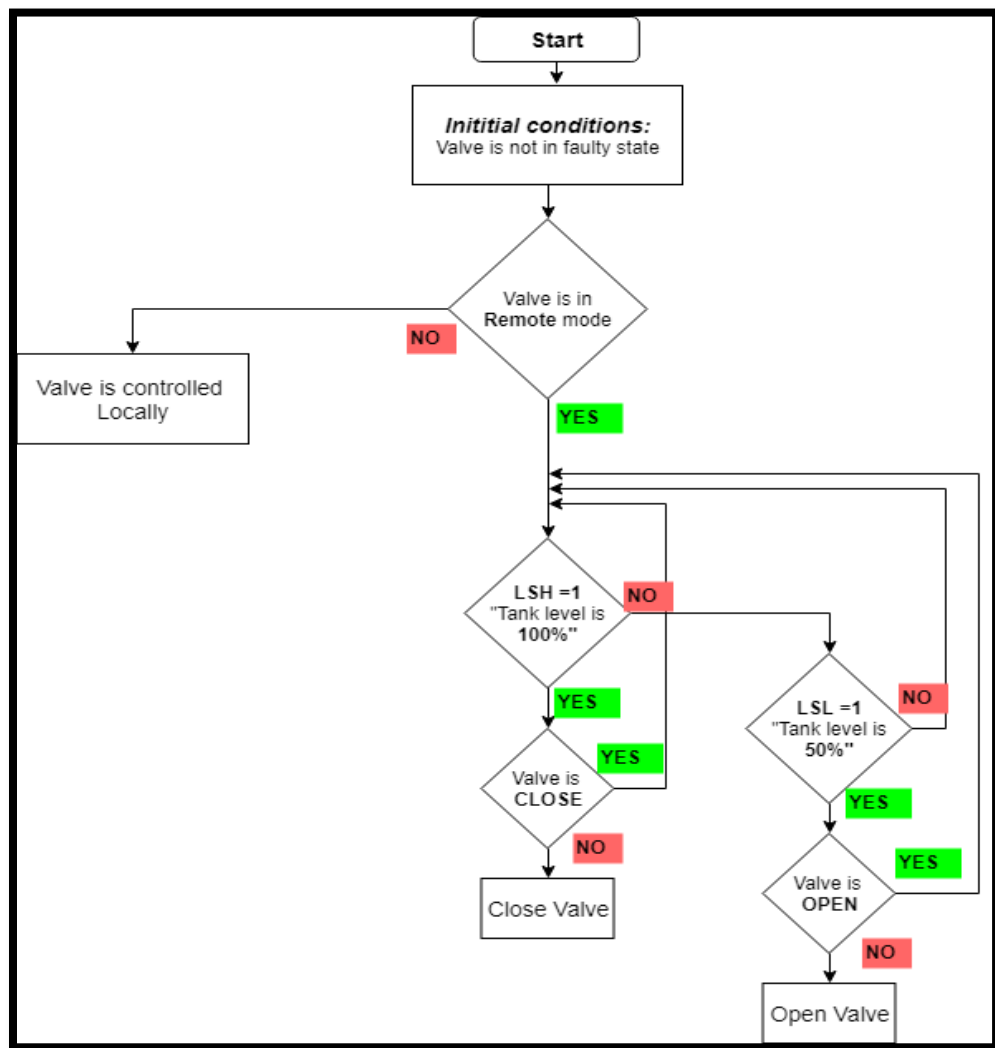 Start
Inititial conditions:
Valve is not in faulty state
Valve is in
Remote mode
NO
Valve is controlled
Locally
YES
LSH =1
"Tank level is
100%"
NO
YES
LSL =1
"Tank level is
50%"
NO
YES
Valve is
CLOSE
YES
NO
Close Valve
YES
Valve is
OPEN
NO
Open Valve